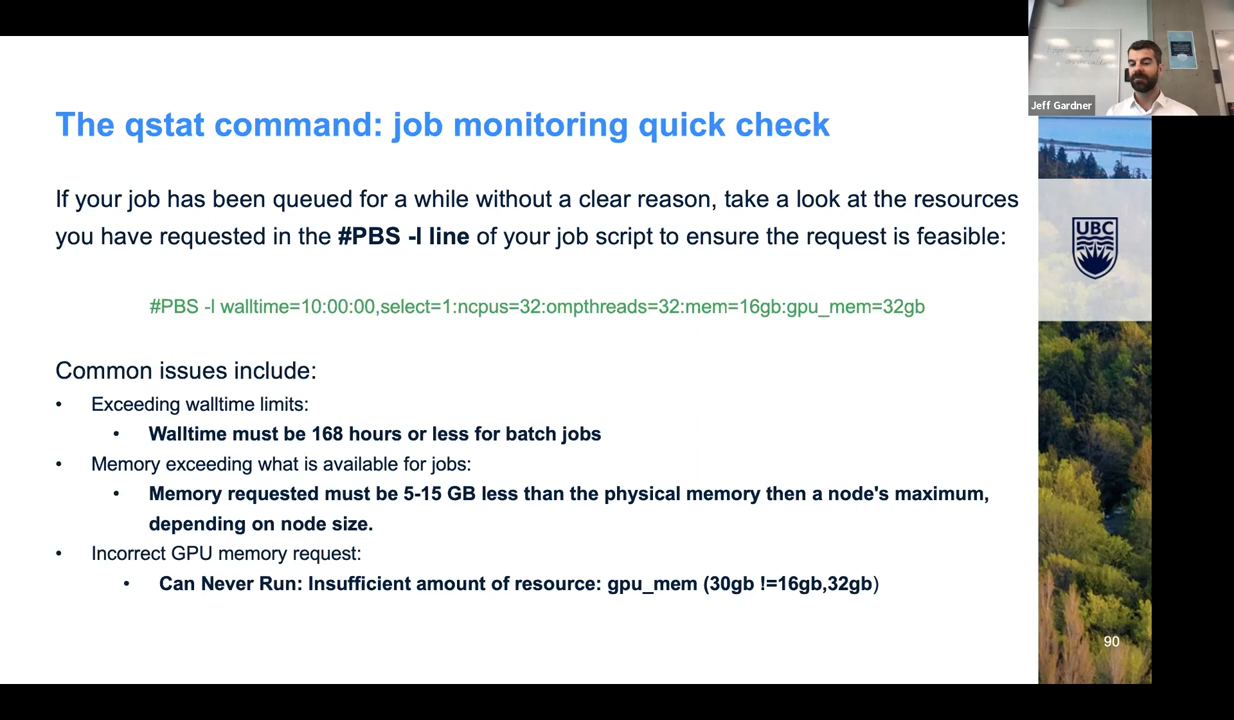 Jeff Gardner
The qstat command: job monitoring quick check
If your job has been queued for a while without a clear reason, take a look at the resources
you have requested in the #PBS -l line of your job script to ensure the request is feasible:
UBC
#PBS -l walltime=10:00:00,select=1:ncpus=32:ompthreads=32:mem=16gb:gpu_mem=32gb
Common issues include:
• Exceeding walltime limits:
• Walltime must be 168 hours or less for batch jobs
• Memory exceeding what is available for jobs:
• Memory requested must be 5-15 GB less than the physical memory then a node's maximum,
depending on node size.
• Incorrect GPU memory request:
• Can Never Run: Insufficient amount of resource: gpu_mem (30gb !=16gb,32gb)
90